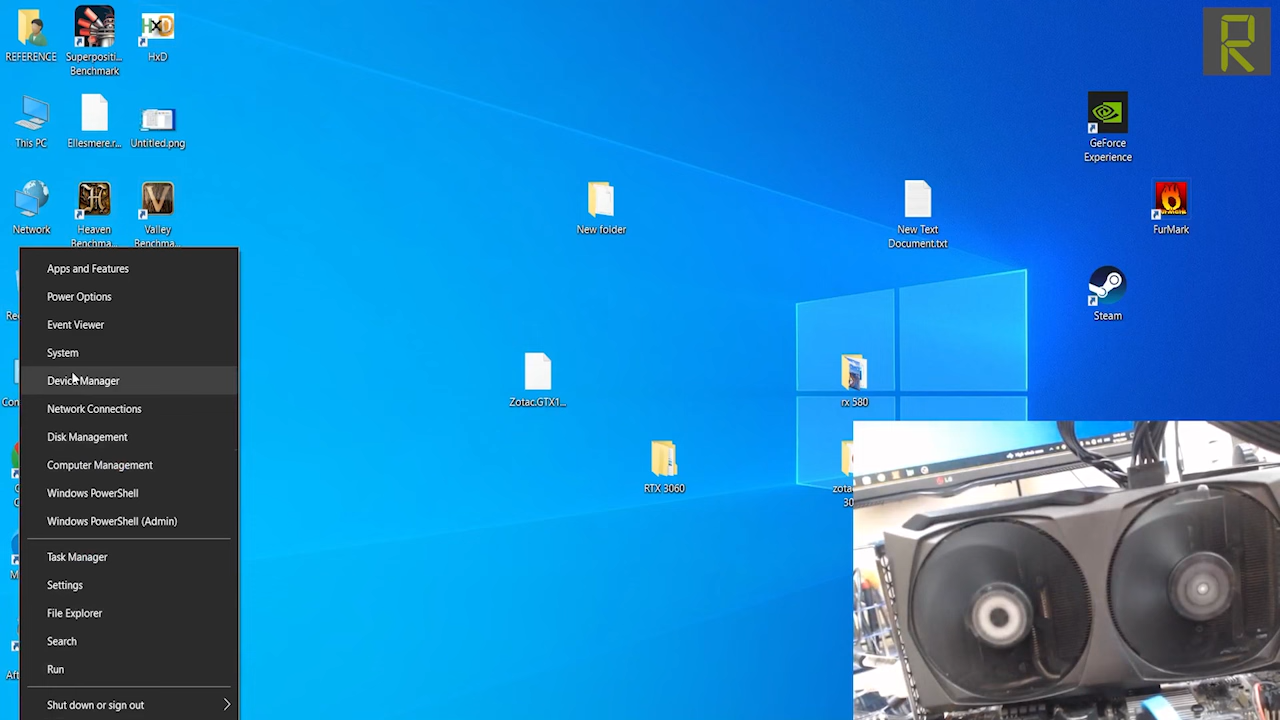 REFERENCE
Superpositi...
Benchmark
HxD
This PC
Ellesmere.r...
Untitled.png
Network
Heaven
Benchma...
Valley
Benchma...
GeForce
Experience
New folder
New Text
Document.txt
FurMark
Steam
Zotac.GTX1...
rx 580
RTX 3060
zota
30
Apps and Features
Power Options
Event Viewer
System
Device Manager
Network Connections
Disk Management
Computer Management
Windows PowerShell
Windows PowerShell (Admin)
Task Manager
Settings
File Explorer
Search
Run
Shut down or sign out
R
LG